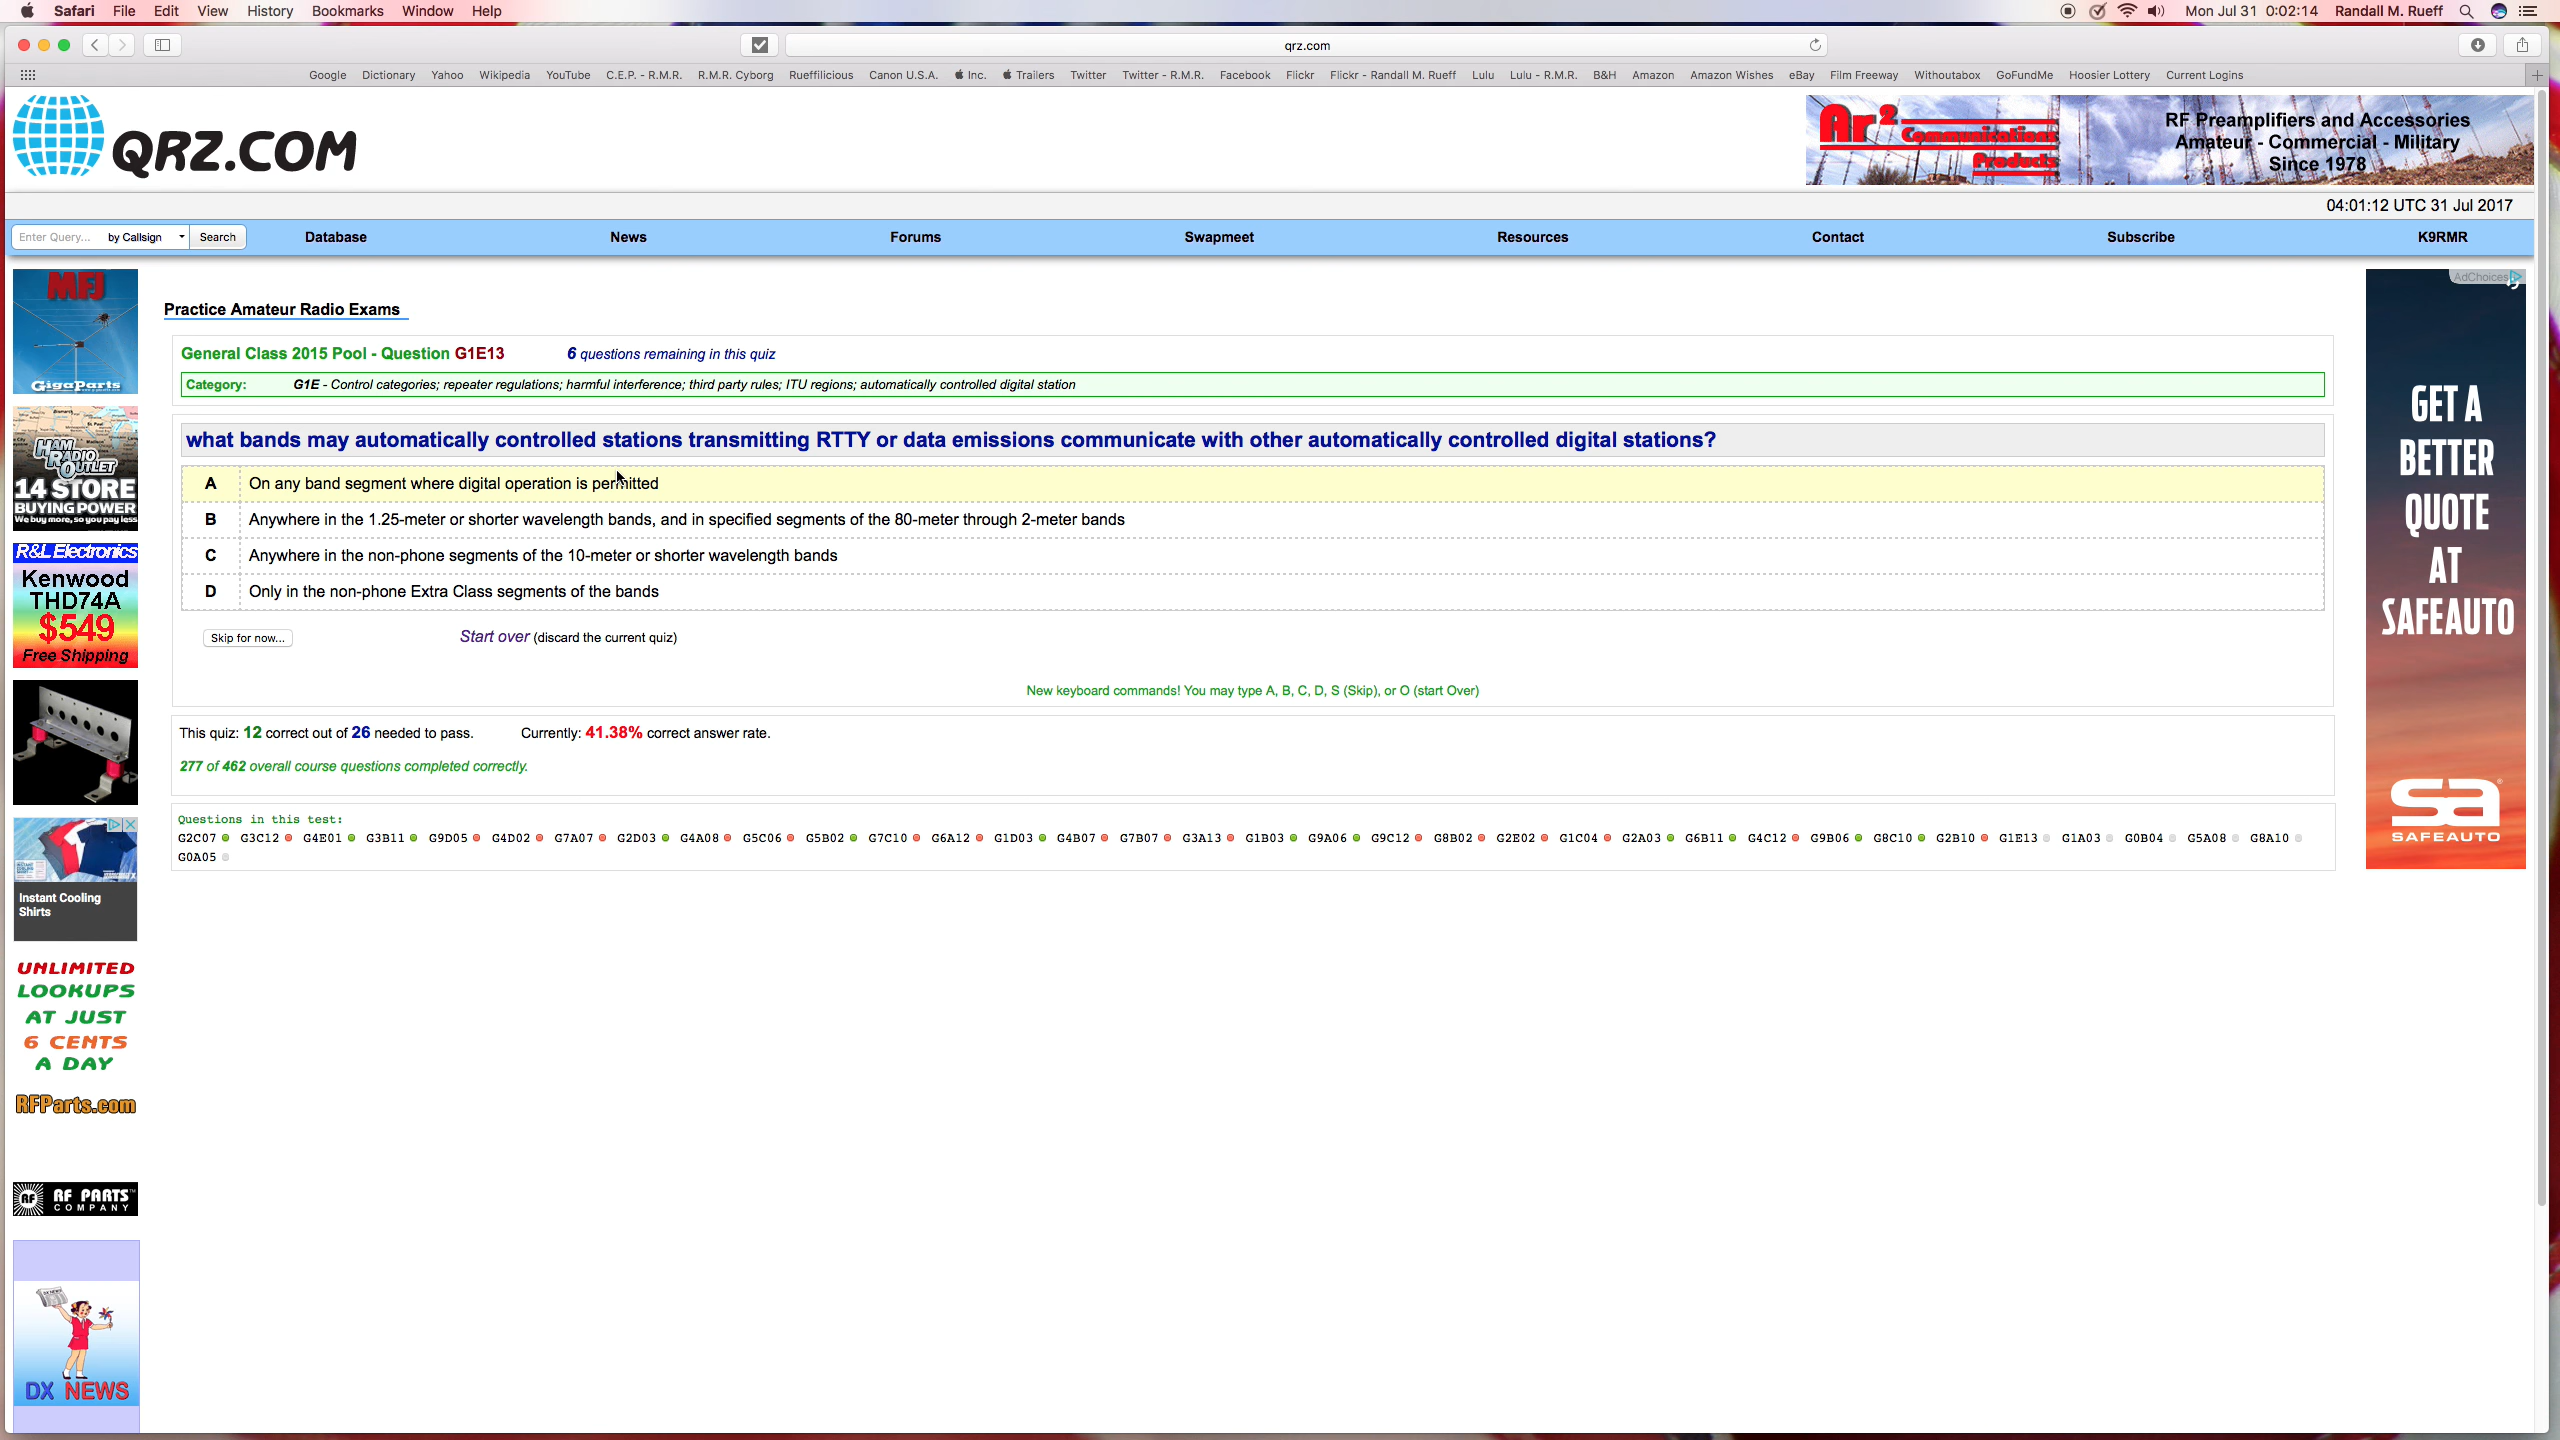 Safari File Edit View History Bookmarks Window Help
Mon Jul 31 0:02:14 Randall M. Rueff
qrz.com
Google Dictionary Yahoo Wikipedia YouTube C.E.P. - R.M.R. R.M.R. Cyborg Rueffilicious Canon U.S.A. Inc. Trailers Twitter Twitter - R.M.R. Facebook Flickr Flickr - Randall M. Rueff Lulu Lulu - R.M.R. B&H Amazon Amazon Wishes eBay Film Freeway Withoutabox GoFundMe Hoosier Lottery Current Logins
QRZ.COM
Ar2 Communications Products
RF Preamplifiers and Accessories
Amateur - Commercial - Military
Since 1978
04:01:12 UTC 31 Jul 2017
Enter Query... by Callsign Search Database News Forums Swapmeet Resources Contact Subscribe K9RMR
MFJ
GigaParts
HAM RADIO OUTLET
14 STORE
BUYING POWER
We buy more, so you pay less
R&L Electronics
Kenwood
THD74A
$549
Free Shipping
Instant Cooling
Shirts
UNLIMITED
LOOKUPS
AT JUST
6 CENTS
A DAY
RFParts.com
RF RF PARTS
COMPANY
DX NEWS
Practice Amateur Radio Exams
General Class 2015 Pool - Question G1E13 6 questions remaining in this quiz
Category: G1E - Control categories; repeater regulations; harmful interference; third party rules; ITU regions; automatically controlled digital station
what bands may automatically controlled stations transmitting RTTY or data emissions communicate with other automatically controlled digital stations?
A On any band segment where digital operation is permitted
B Anywhere in the 1.25-meter or shorter wavelength bands, and in specified segments of the 80-meter through 2-meter bands
C Anywhere in the non-phone segments of the 10-meter or shorter wavelength bands
D Only in the non-phone Extra Class segments of the bands
Skip for now... Start over (discard the current quiz)
New keyboard commands! You may type A, B, C, D, S (Skip), or O (start Over)
This quiz: 12 correct out of 26 needed to pass. Currently: 41.38% correct answer rate.
277 of 462 overall course questions completed correctly.
Questions in this test:
G2C07 G3C12 G4E01 G3B11 G9D05 G4D02 G7A07 G2D03 G4A08 G5C06 G5B02 G7C10 G6A12 G1D03 G4B07 G7B07 G3A13 G1B03 G9A06 G9C12 G8B02 G2E02 G1C04 G2A03 G6B11 G4C12 G9B06 G8C10 G2B10 G1E13 G1A03 G0B04 G5A08 G8A10
G0A05
AdChoices
GET A
BETTER
QUOTE
AT
SAFEAUTO
sa
SAFEAUTO